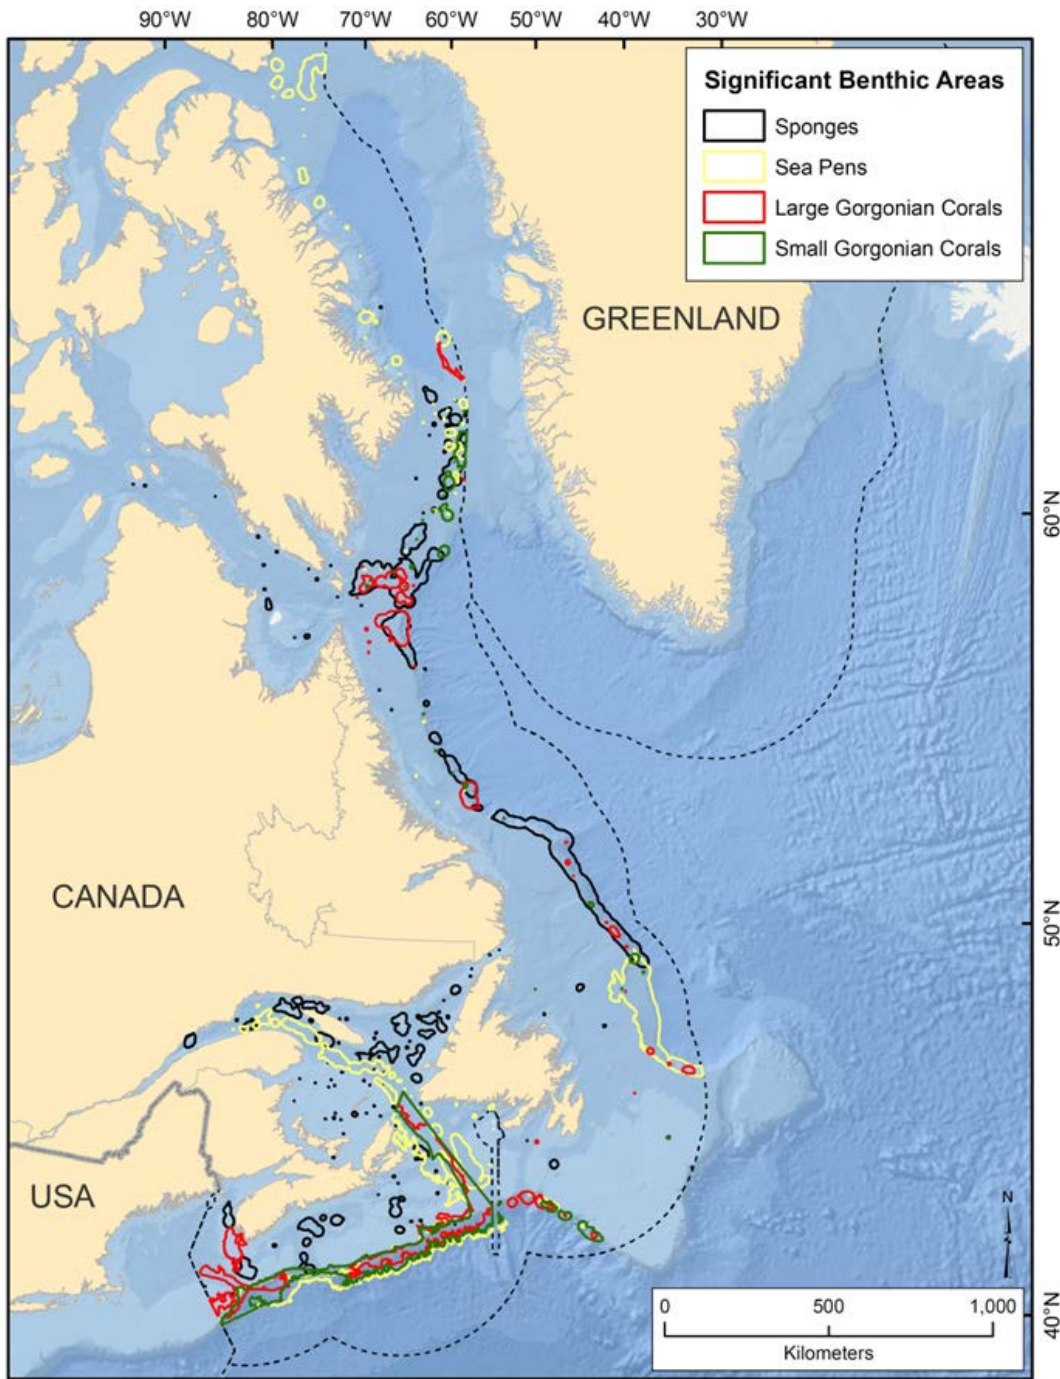 90°W 80°W 70°W 60°W 50°W 40°W 30°W
Significant Benthic Areas
Sponges
Sea Pens
Large Gorgonian Corals
Small Gorgonian Corals
GREENLAND
60°N
CANADA
50°N
USA
N
40°N
0 500 1,000
Kilometers